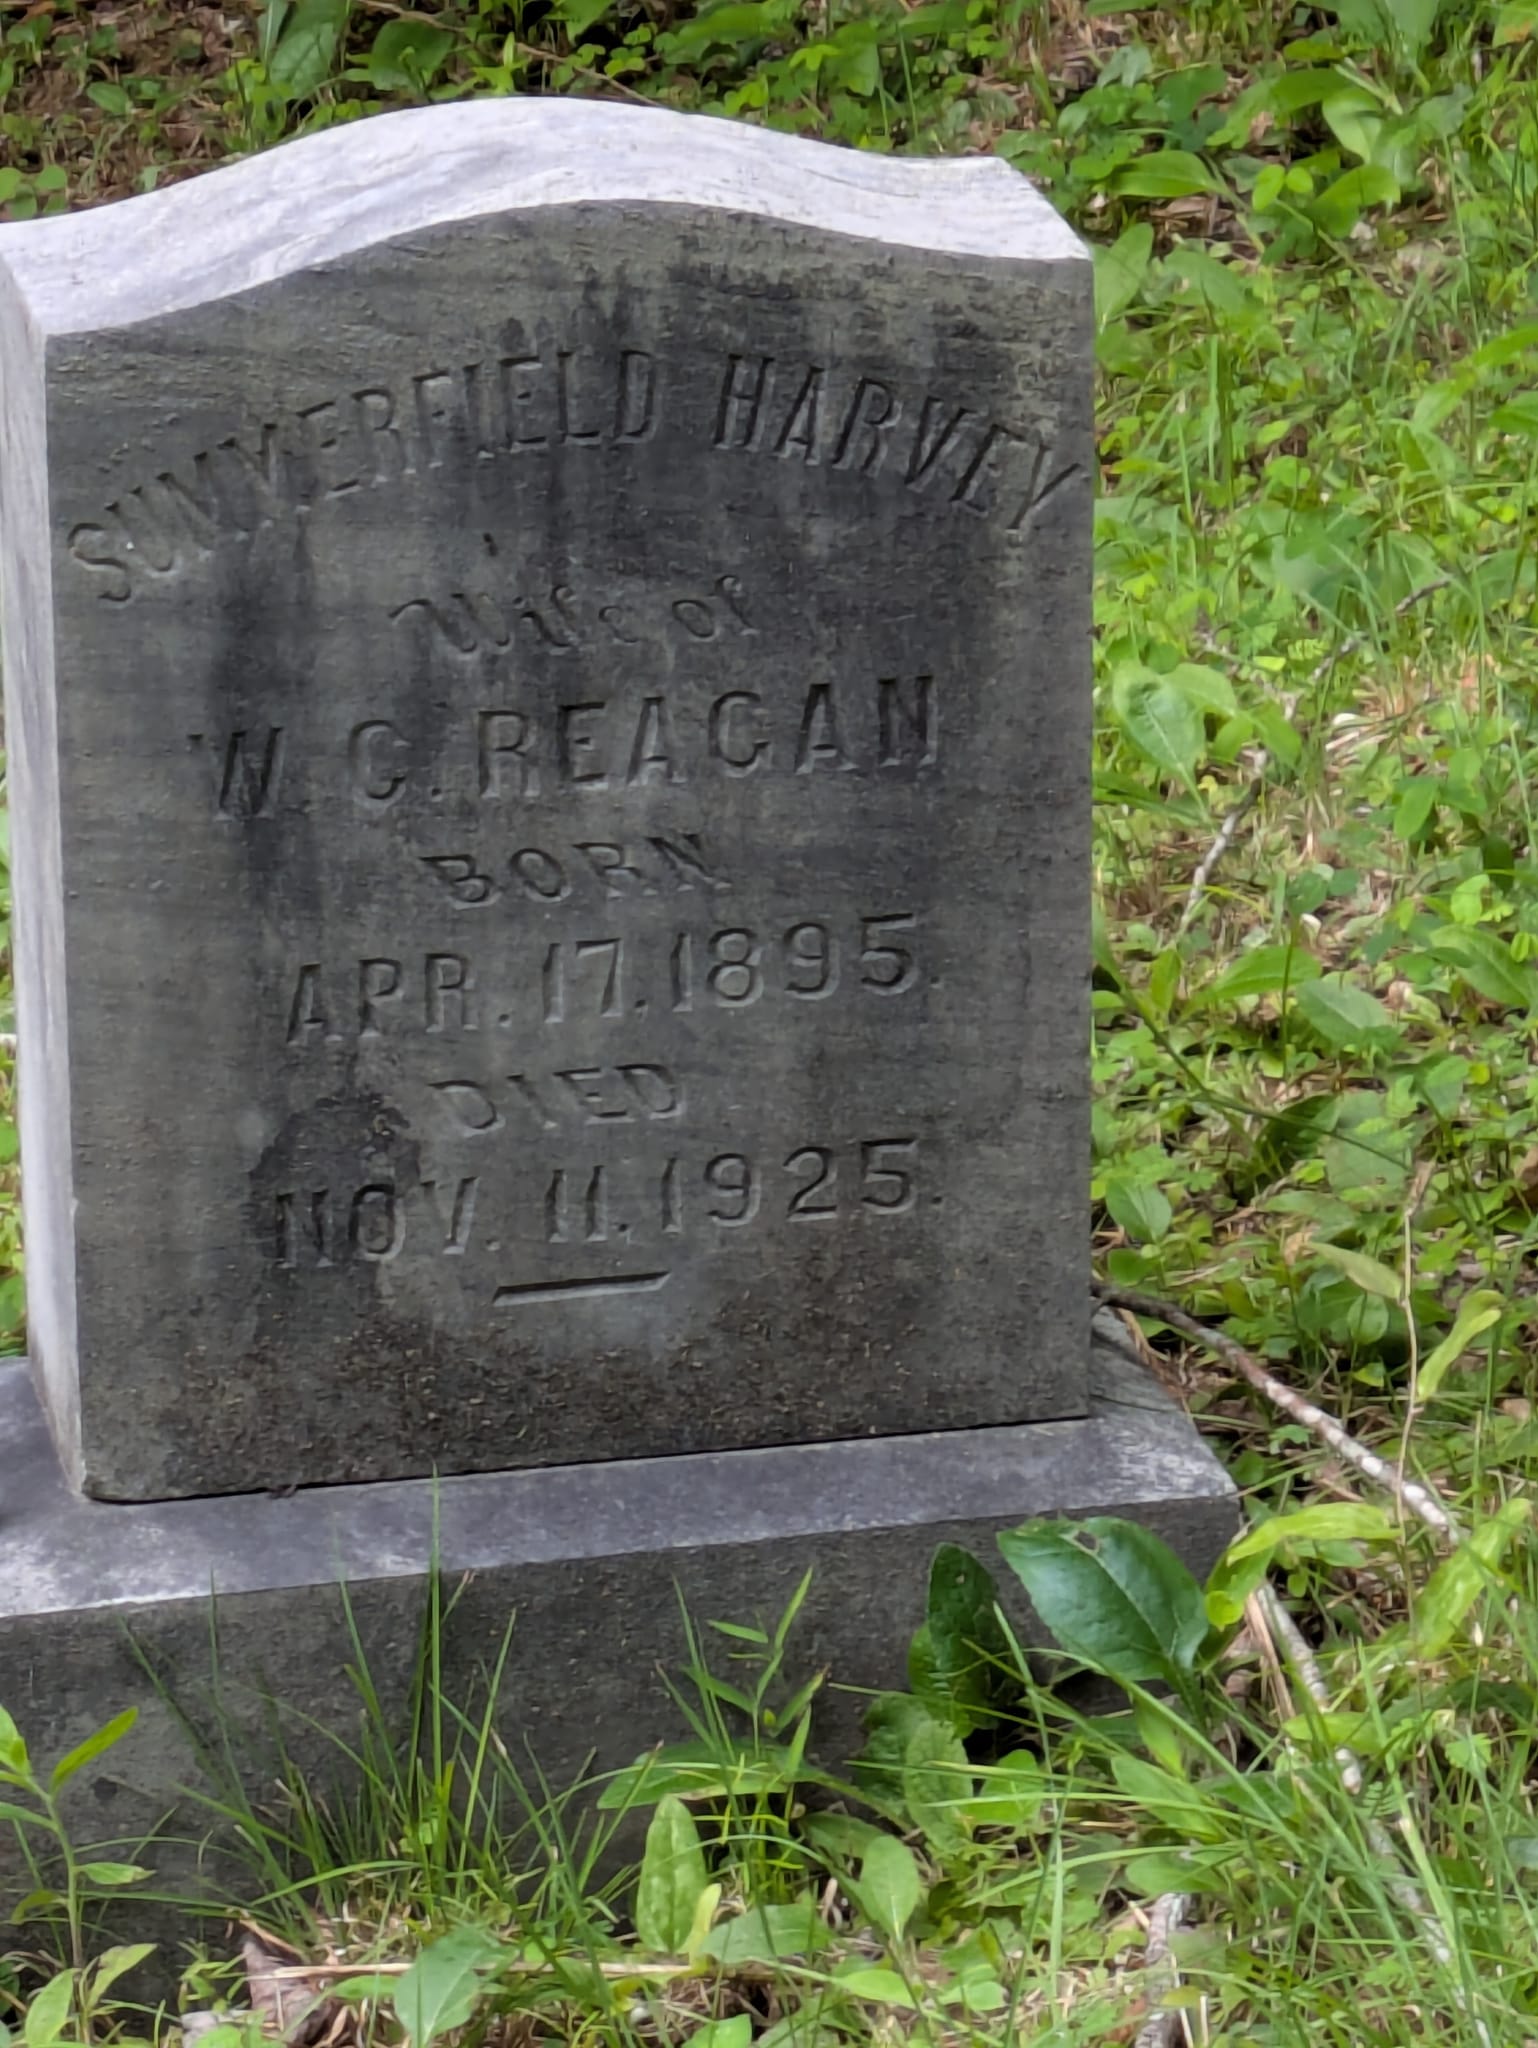 SUMMERFIELD HARVEY
Wife of
W. C. REAGAN
BORN
APR. 17, 1895.
DIED
NOV. 11, 1925.